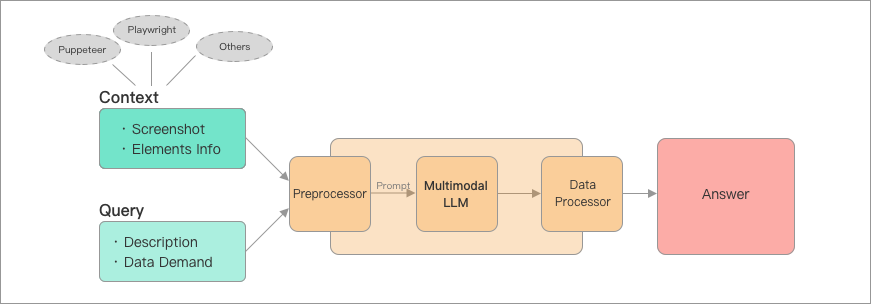 Playwright
Puppeteer
Others
Context
· Screenshot
· Elements Info
Query
· Description
· Data Demand
Preprocessor
Prompt
Multimodal
LLM
Data
Processor
Answer